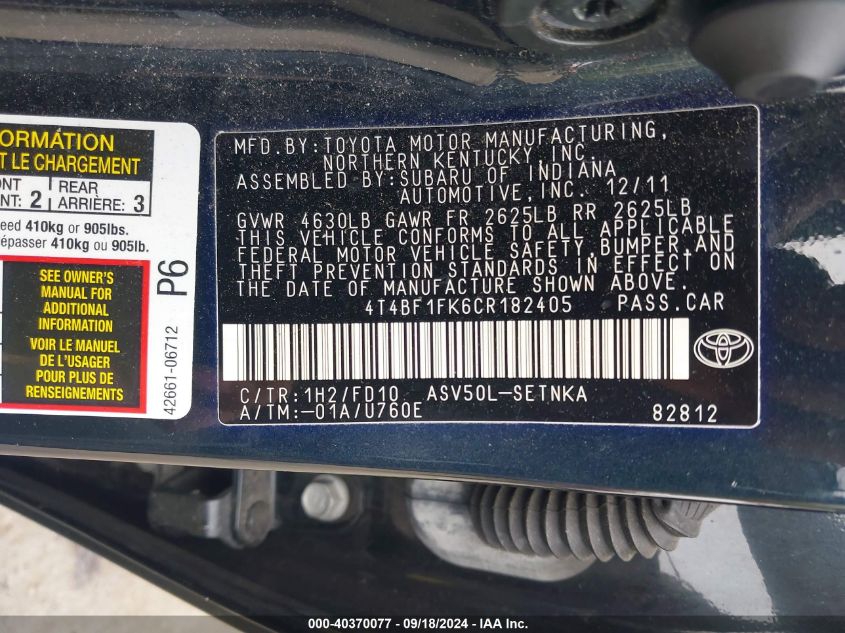 ORMATION
T LE CHARGEMENT
ONT 2 REAR
NT: ARRIÈRE: 3
eed 410kg or 905lbs.
épasser 410kg ou 905lb.
SEE OWNER'S
MANUAL FOR
ADDITIONAL
INFORMATION
VOIR LE MANUEL
DE L'USAGER
POUR PLUS DE
RENSEIGNEMENTS
42661-06712 P6
MFD.BY:TOYOTA MOTOR MANUFACTURING,
NORTHERN KENTUCKY, INC.
ASSEMBLED BY:SUBARU OF INDIANA
AUTOMOTIVE,INC. 12/11
GVWR 4630LB GAWR FR 2625LB RR 2625LB
THIS VEHICLE CONFORMS TO ALL APPLICABLE
FEDERAL MOTOR VEHICLE SAFETY,BUMPER,AND
THEFT PREVENTION STANDARDS IN EFFECT ON
THE DATE OF MANUFACTURE SHOWN ABOVE.
4T4BF1FK6CR182405 PASS.CAR
C/TR:1H2/FD10 ASV50L-SETNKA
A/TM:-01A/U760E 82812
000-40370077 - 09/18/2024 - IAA Inc.